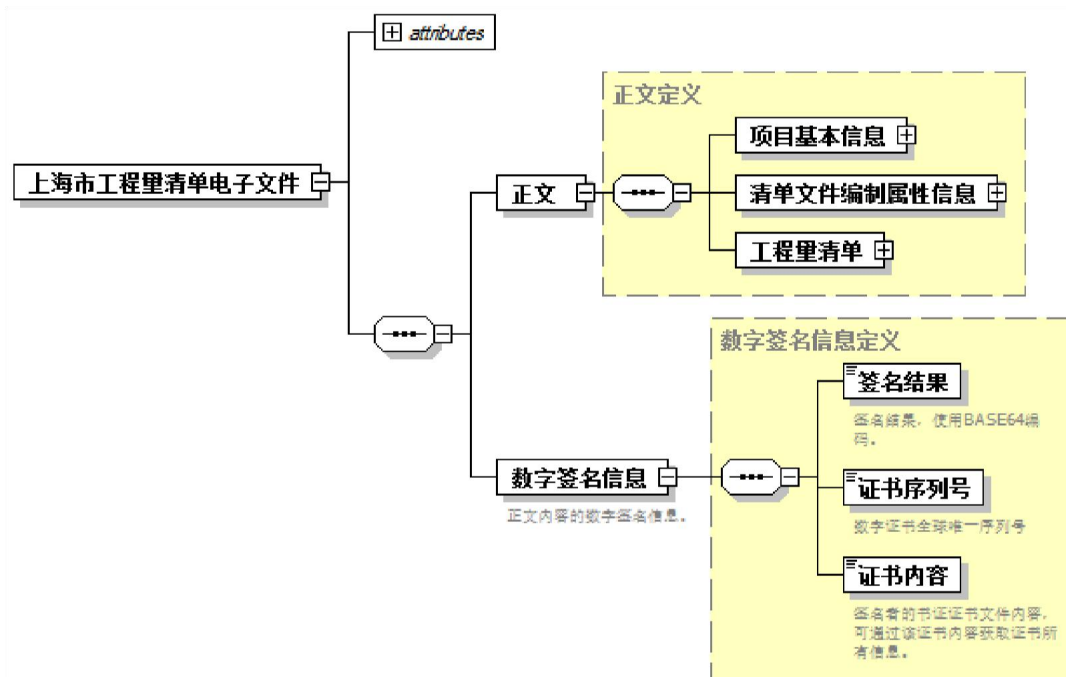 attributes
正文定义
项目基本信息
上海市工程量清单电子文件
正文
清单文件编制属性信息
工程量清单
数字签名信息定义
签名结果
签名结果，使用BASE64编
码。
数字签名信息
正文内容的数字签名信息。
证书序列号
数字证书全球唯一序列号
证书内容
签名者的书证证书文件内容，
可通过该证书内容获取证书所
有信息。